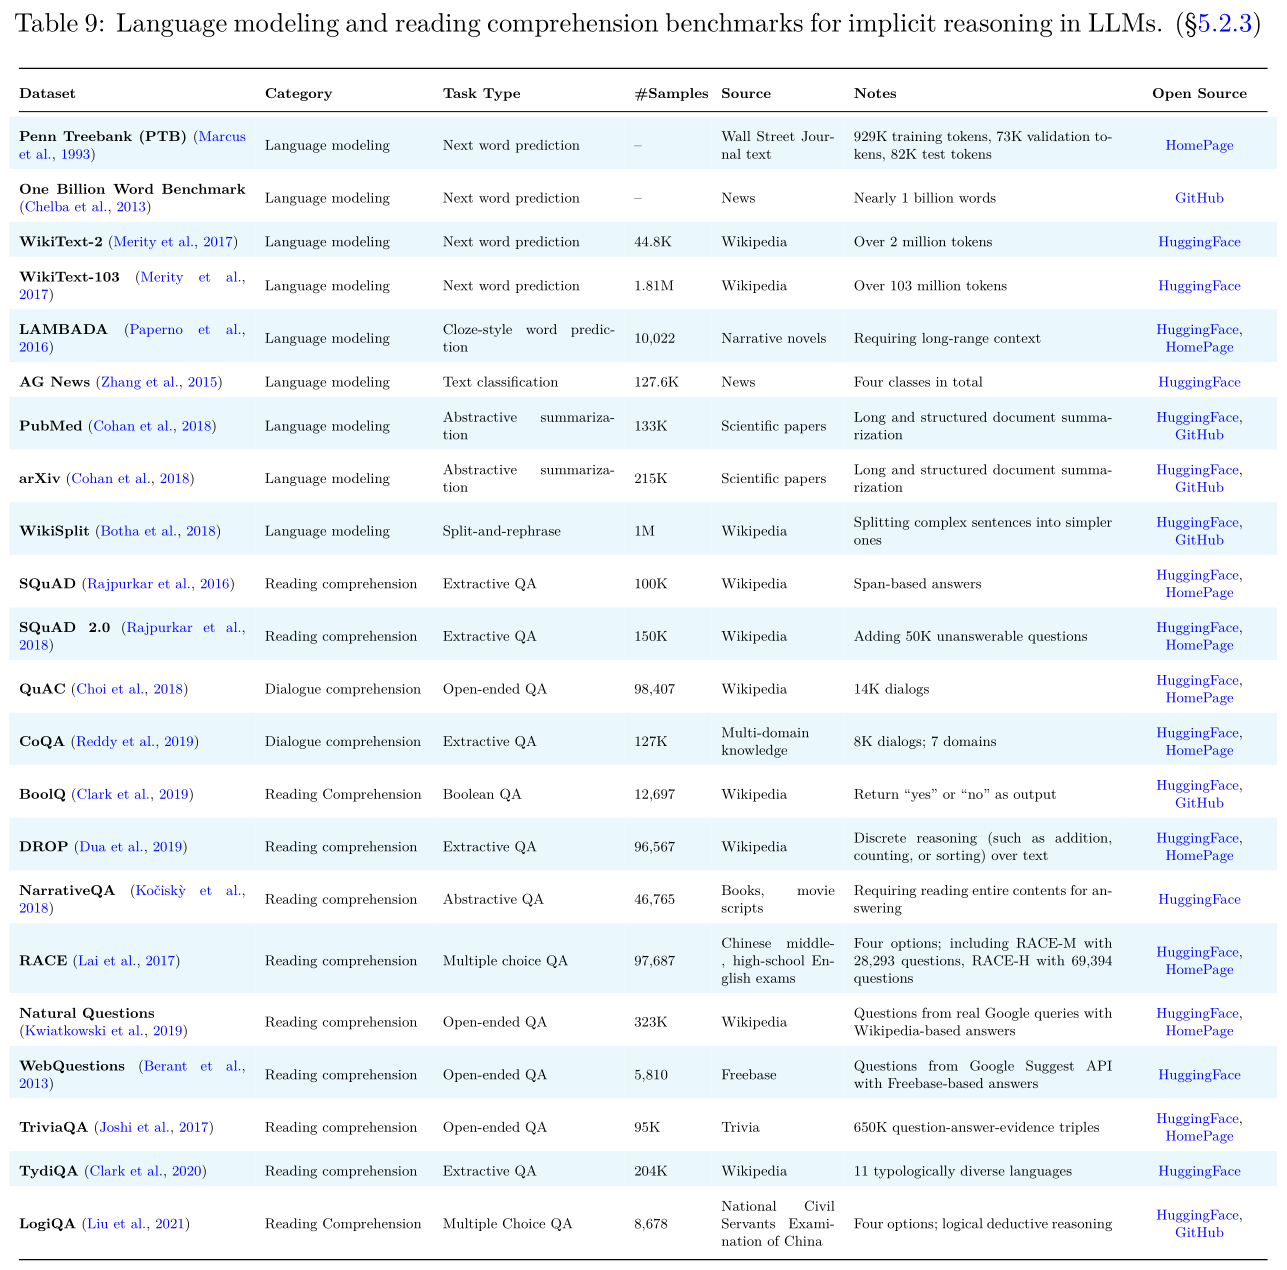 Table 9: Language modeling and reading comprehension benchmarks for implicit reasoning in LLMs. (§5.2.3)
Dataset Category Task Type #Samples Source Notes Open Source
Penn Treebank (PTB) (Marcus et al., 1993) Language modeling Next word prediction – Wall Street Journal text 929K training tokens, 73K validation tokens, 82K test tokens HomePage
One Billion Word Benchmark (Chelba et al., 2013) Language modeling Next word prediction – News Nearly 1 billion words GitHub
WikiText-2 (Merity et al., 2017) Language modeling Next word prediction 44.8K Wikipedia Over 2 million tokens HuggingFace
WikiText-103 (Merity et al., 2017) Language modeling Next word prediction 1.81M Wikipedia Over 103 million tokens HuggingFace
LAMBADA (Paperno et al., 2016) Language modeling Cloze-style word prediction 10,022 Narrative novels Requiring long-range context HuggingFace, HomePage
AG News (Zhang et al., 2015) Language modeling Text classification 127.6K News Four classes in total HuggingFace
PubMed (Cohan et al., 2018) Language modeling Abstractive summarization 133K Scientific papers Long and structured document summarization HuggingFace, GitHub
arXiv (Cohan et al., 2018) Language modeling Abstractive summarization 215K Scientific papers Long and structured document summarization HuggingFace, GitHub
WikiSplit (Botha et al., 2018) Language modeling Split-and-rephrase 1M Wikipedia Splitting complex sentences into simpler ones HuggingFace, GitHub
SQuAD (Rajpurkar et al., 2016) Reading comprehension Extractive QA 100K Wikipedia Span-based answers HuggingFace, HomePage
SQuAD 2.0 (Rajpurkar et al., 2018) Reading comprehension Extractive QA 150K Wikipedia Adding 50K unanswerable questions HuggingFace, HomePage
QuAC (Choi et al., 2018) Dialogue comprehension Open-ended QA 98,407 Wikipedia 14K dialogs HuggingFace, HomePage
CoQA (Reddy et al., 2019) Dialogue comprehension Extractive QA 127K Multi-domain knowledge 8K dialogs; 7 domains HuggingFace, HomePage
BoolQ (Clark et al., 2019) Reading Comprehension Boolean QA 12,697 Wikipedia Return “yes” or “no” as output HuggingFace, GitHub
DROP (Dua et al., 2019) Reading comprehension Extractive QA 96,567 Wikipedia Discrete reasoning (such as addition, counting, or sorting) over text HuggingFace, HomePage
NarrativeQA (Kočiskỳ et al., 2018) Reading comprehension Abstractive QA 46,765 Books, movie scripts Requiring reading entire contents for answering HuggingFace
RACE (Lai et al., 2017) Reading comprehension Multiple choice QA 97,687 Chinese middle-, high-school English exams Four options; including RACE-M with 28,293 questions, RACE-H with 69,394 questions HuggingFace, HomePage
Natural Questions (Kwiatkowski et al., 2019) Reading comprehension Open-ended QA 323K Wikipedia Questions from real Google queries with Wikipedia-based answers HuggingFace, HomePage
WebQuestions (Berant et al., 2013) Reading comprehension Open-ended QA 5,810 Freebase Questions from Google Suggest API with Freebase-based answers HuggingFace
TriviaQA (Joshi et al., 2017) Reading comprehension Open-ended QA 95K Trivia 650K question-answer-evidence triples HuggingFace, HomePage
TydiQA (Clark et al., 2020) Reading comprehension Extractive QA 204K Wikipedia 11 typologically diverse languages HuggingFace
LogiQA (Liu et al., 2021) Reading Comprehension Multiple Choice QA 8,678 National Civil Servants Examination of China Four options; logical deductive reasoning HuggingFace, GitHub